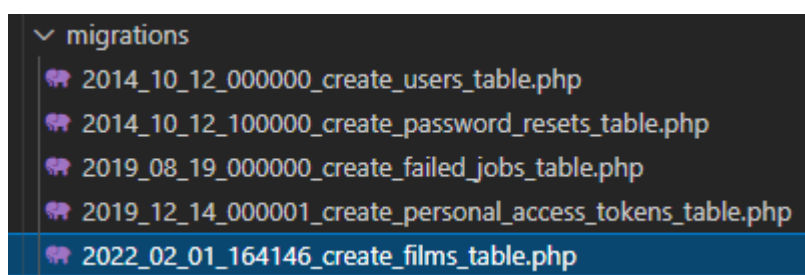 migrations
2014_10_12_000000_create_users_table.php
2014_10_12_100000_create_password_resets_table.php
2019_08_19_000000_create_failed_jobs_table.php
2019_12_14_000001_create_personal_access_tokens_table.php
2022_02_01_164146_create_films_table.php